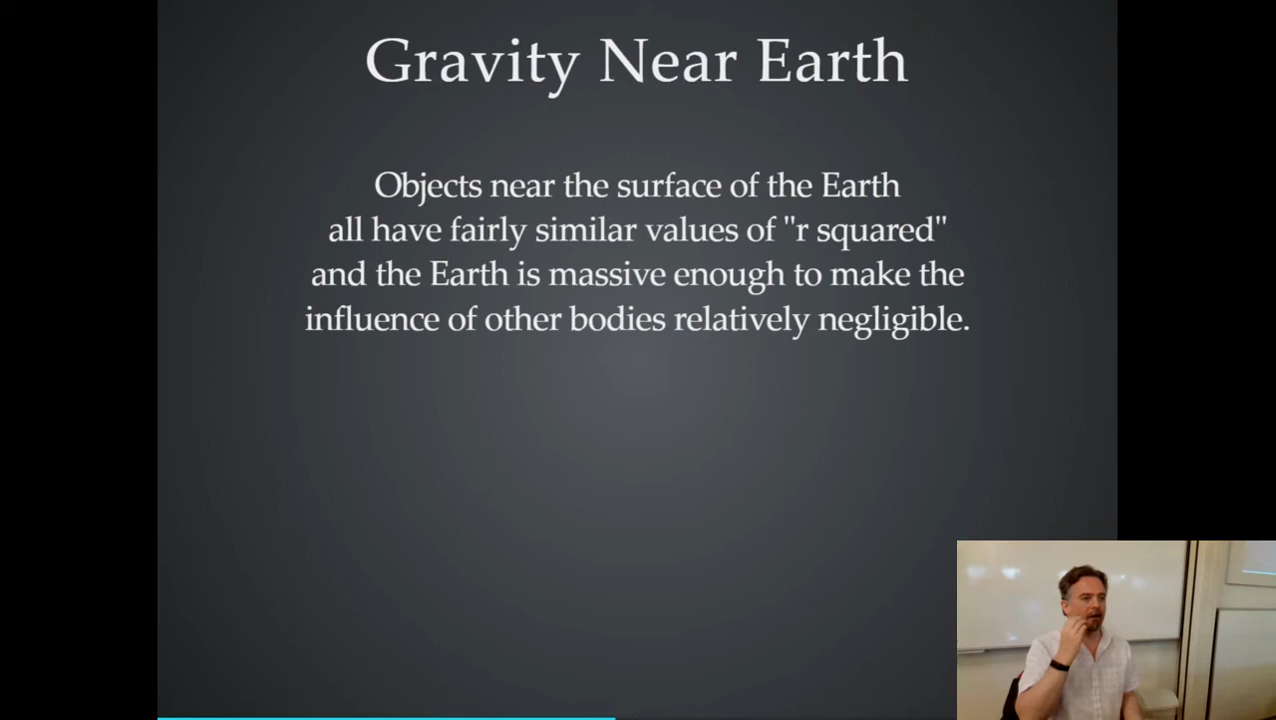 Gravity Near Earth
Objects near the surface of the Earth
all have fairly similar values of "r squared"
and the Earth is massive enough to make the
influence of other bodies relatively negligible.